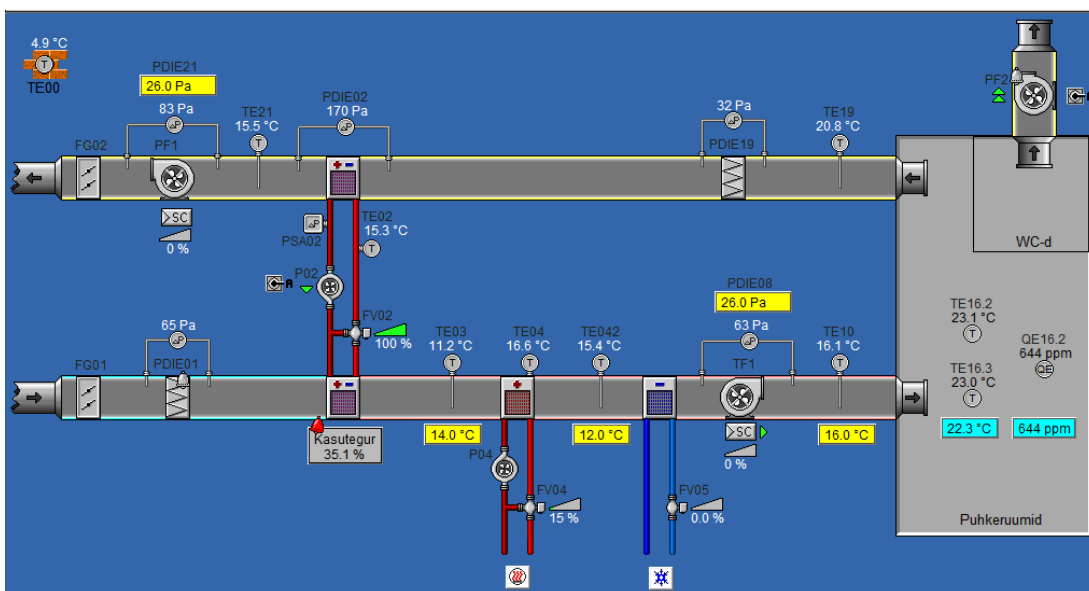 4.9 °C
T
TE00
PDIE21
26.0 Pa
83 Pa
PF1
FG02
TE21
15.5 °C
T
PDIE02
170 Pa
32 Pa
PDIE19
TE19
20.8 °C
T
PF2
SC
0 %
PSA02
TE02
15.3 °C
T
P02
A
FV02
100 %
WC-d
FG01
65 Pa
PDIE01
TE03
11.2 °C
T
TE04
16.6 °C
T
TE042
15.4 °C
T
PDIE08
26.0 Pa
63 Pa
TF1
TE10
16.1 °C
T
TE16.2
23.1 °C
T
TE16.3
23.0 °C
T
QE16.2
644 ppm
QE
22.3 °C
644 ppm
Kasutegur
35.1 %
14.0 °C
12.0 °C
SC
0 %
16.0 °C
P04
FV04
15 %
FV05
0.0 %
Puhkeruumid